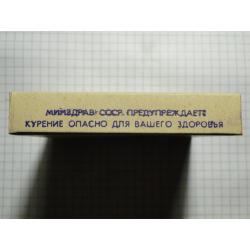 МИНЗДРАВ СССР ПРЕДУПРЕЖДАЕТ:
КУРЕНИЕ ОПАСНО ДЛЯ ВАШЕГО ЗДОРОВЬЯ